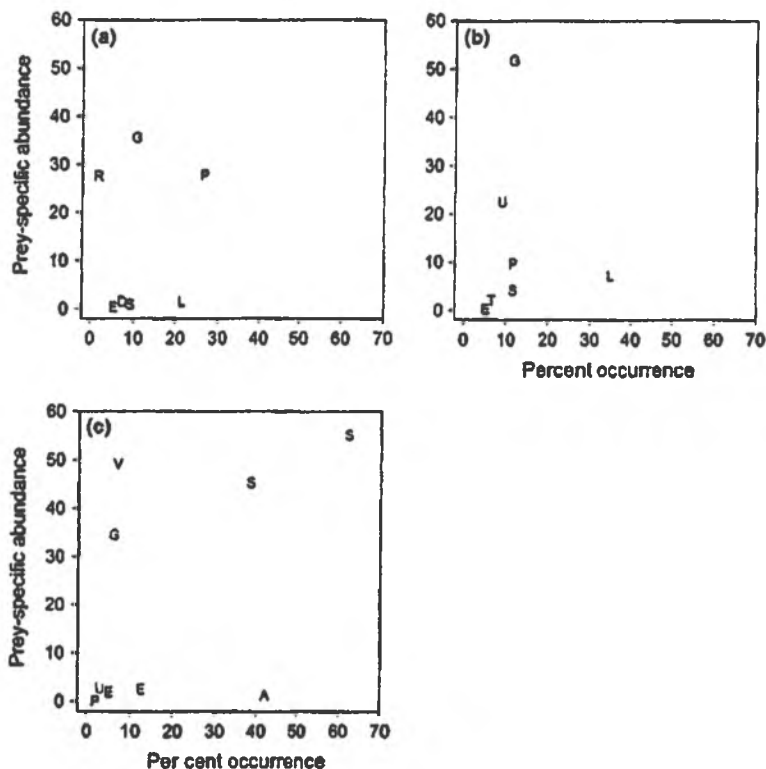 (a)
Prey-specific abundance
60
50
40
30
20
10
0
G
R
P
E
D
S
L
0 10 20 30 40 50 60 70
(b)
60
50
40
30
20
10
0
G
U
P
S
L
E
0 10 20 30 40 50 60 70
Percent occurrence
(c)
Prey-specific abundance
60
50
40
30
20
10
0
S
V
S
G
U
E
E
P
A
0 10 20 30 40 50 60 70
Per cent occurrence